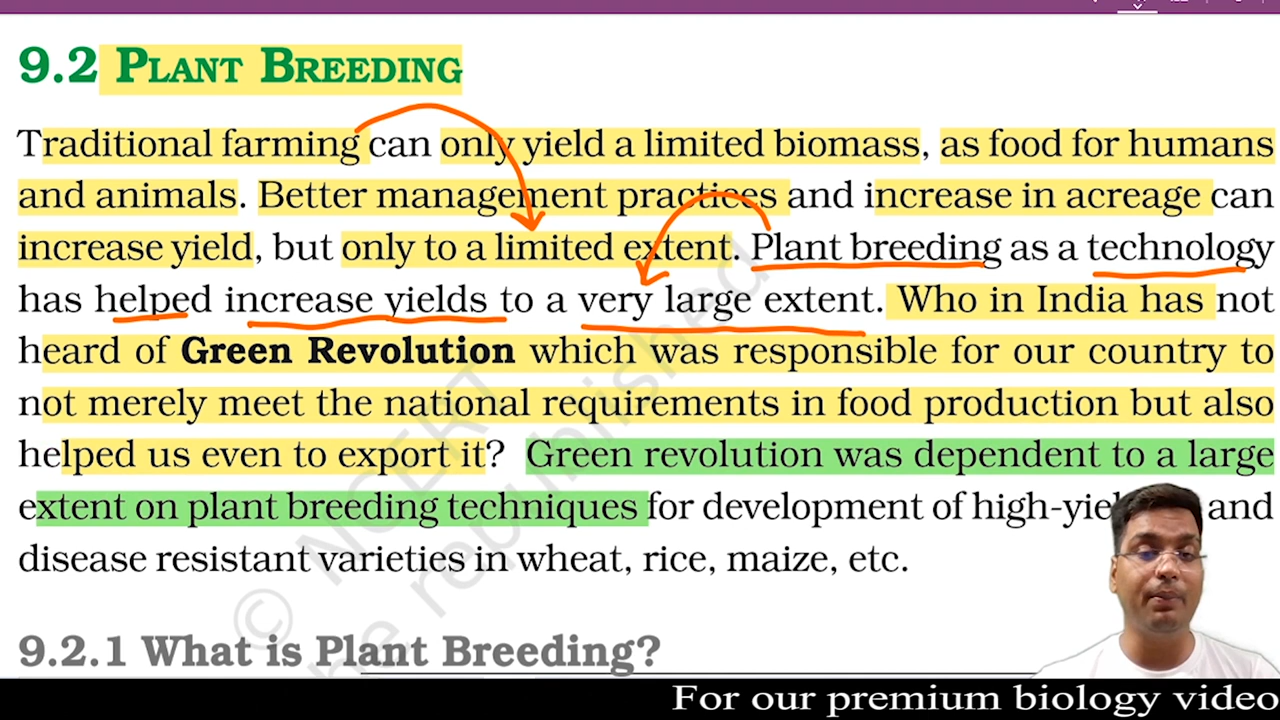 9.2 PLANT BREEDING
Traditional farming can only yield a limited biomass, as food for humans
and animals. Better management practices and increase in acreage can
increase yield, but only to a limited extent. Plant breeding as a technology
has helped increase yields to a very large extent. Who in India has not
heard of Green Revolution which was responsible for our country to
not merely meet the national requirements in food production but also
helped us even to export it? Green revolution was dependent to a large
extent on plant breeding techniques for development of high-yie and
disease resistant varieties in wheat, rice, maize, etc.
© NCERT
be republished
9.2.1 What is Plant Breeding?
For our premium biology video